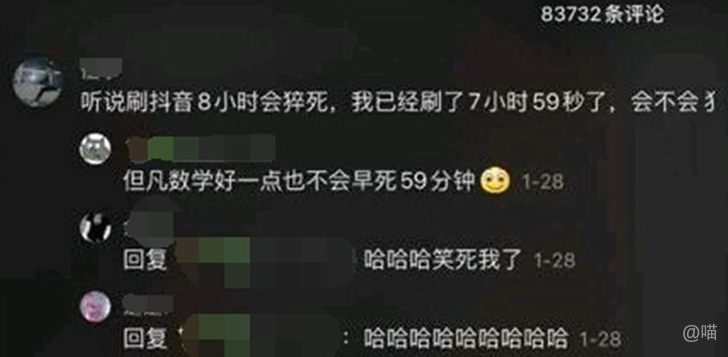 83732条评论
听说刷抖音8小时会猝死，我已经刷了7小时59秒了，会不会
但凡数学好一点也不会早死59分钟 1-28
回复 哈哈哈笑死我了 1-28
回复 ：哈哈哈哈哈哈哈哈哈 1-28
@喵